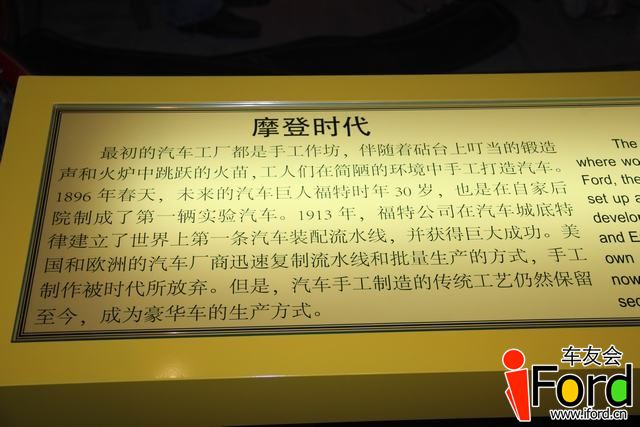 摩登时代
最初的汽车工厂都是手工作坊，伴随着砧台上叮当的锻造
声和火炉中跳跃的火苗，工人们在简陋的环境中手工打造汽车。
1896 年春天，未来的汽车巨人福特时年 30 岁，也是在自家后
院制成了第一辆实验汽车。1913 年，福特公司在汽车城底特
律建立了世界上第一条汽车装配流水线，并获得巨大成功。美
国和欧洲的汽车厂商迅速复制流水线和批量生产的方式，手工
制作被时代所放弃。但是，汽车手工制造的传统工艺仍然保留
至今，成为豪华车的生产方式。
The
where wo
Ford, the
set up a
develo
and E
own
now
sec
车友会
iFord
www.iford.cn